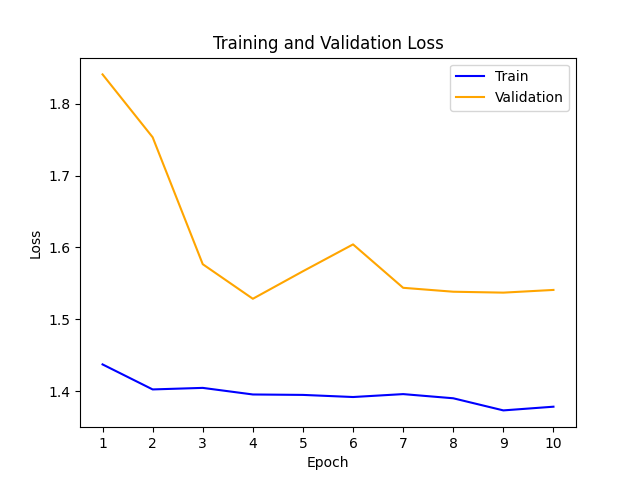 Training and Validation Loss
Train
Validation
1.8
1.7
1.6
1.5
1.4
Loss
1 2 3 4 5 6 7 8 9 10
Epoch